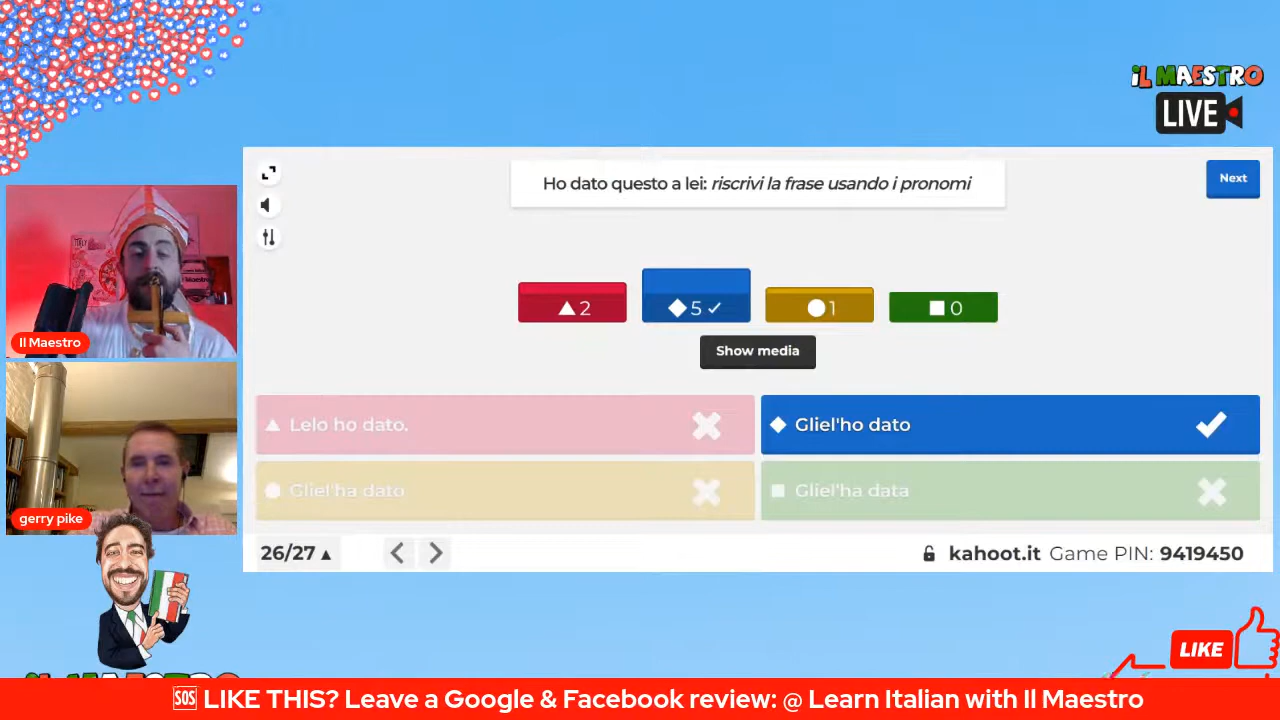 iL MAESTRO
LIVE
Ho dato questo a lei: riscrivi la frase usando i pronomi
Next
2
5
1
0
Show media
Il Maestro
Lelo ho dato.
Gliel'ho dato
Gliel'ha dato
Gliel'ha data
gerry pike
26/27
kahoot.it Game PIN: 9419450
LIKE
SOS LIKE THIS? Leave a Google & Facebook review: @ Learn Italian with Il Maestro